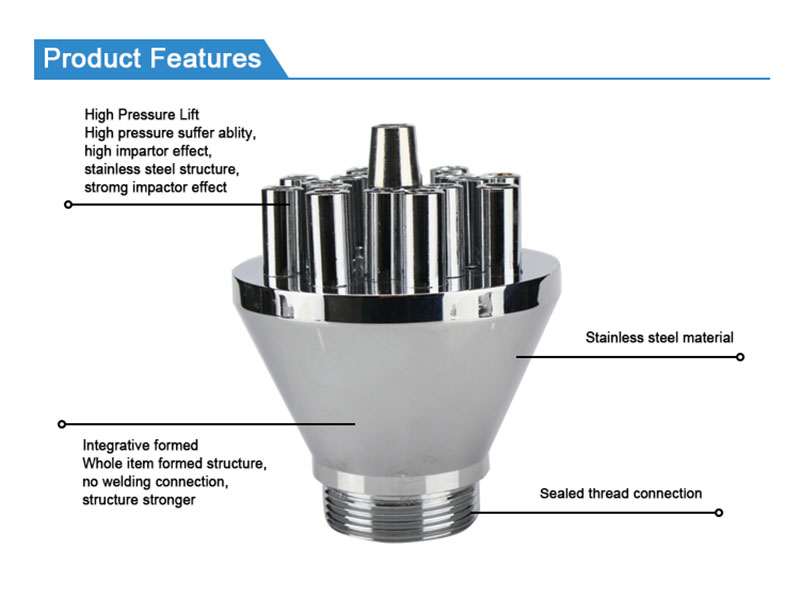 Product Features
High Pressure Lift
High pressure suffer ablity,
high impartor effect,
stainless steel structure,
stromg impactor effect
Stainless steel material
Integrative formed
Whole item formed structure,
no welding connection,
structure stronger
Sealed thread connection